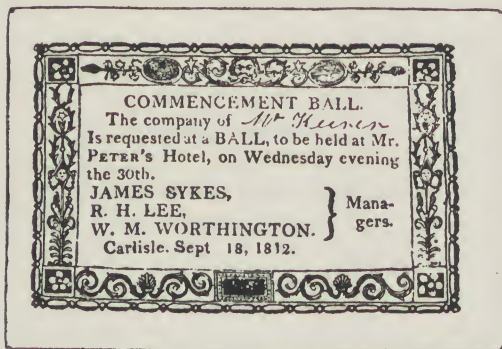 COMMENCEMENT BALL.
The company of Mr
Is requested at a BALL, to be held at Mr.
PETER'S Hotel, on Wednesday evening
the 30th.
JAMES SYKES,
R. H. LEE,
W. M. WORTHINGTON.
} Mana-
gers.
Carlisle. Sept 18, 1812.